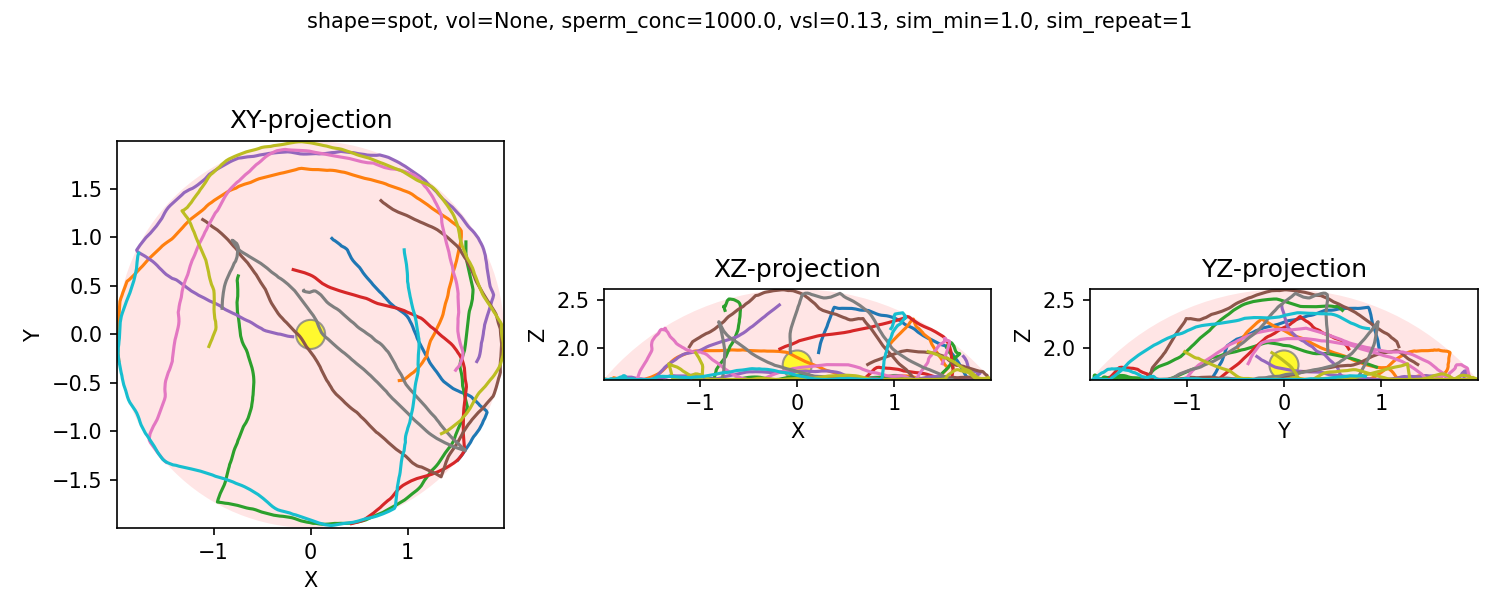 shape=spot, vol=None, sperm_conc=1000.0, vsl=0.13, sim_min=1.0, sim_repeat=1
XY-projection
1.5
1.0
0.5
0.0
−0.5
−1.0
−1.5
Y
−1 0 1
X
XZ-projection
2.5
2.0
Z
−1 0 1
X
YZ-projection
2.5
2.0
Z
−1 0 1
Y